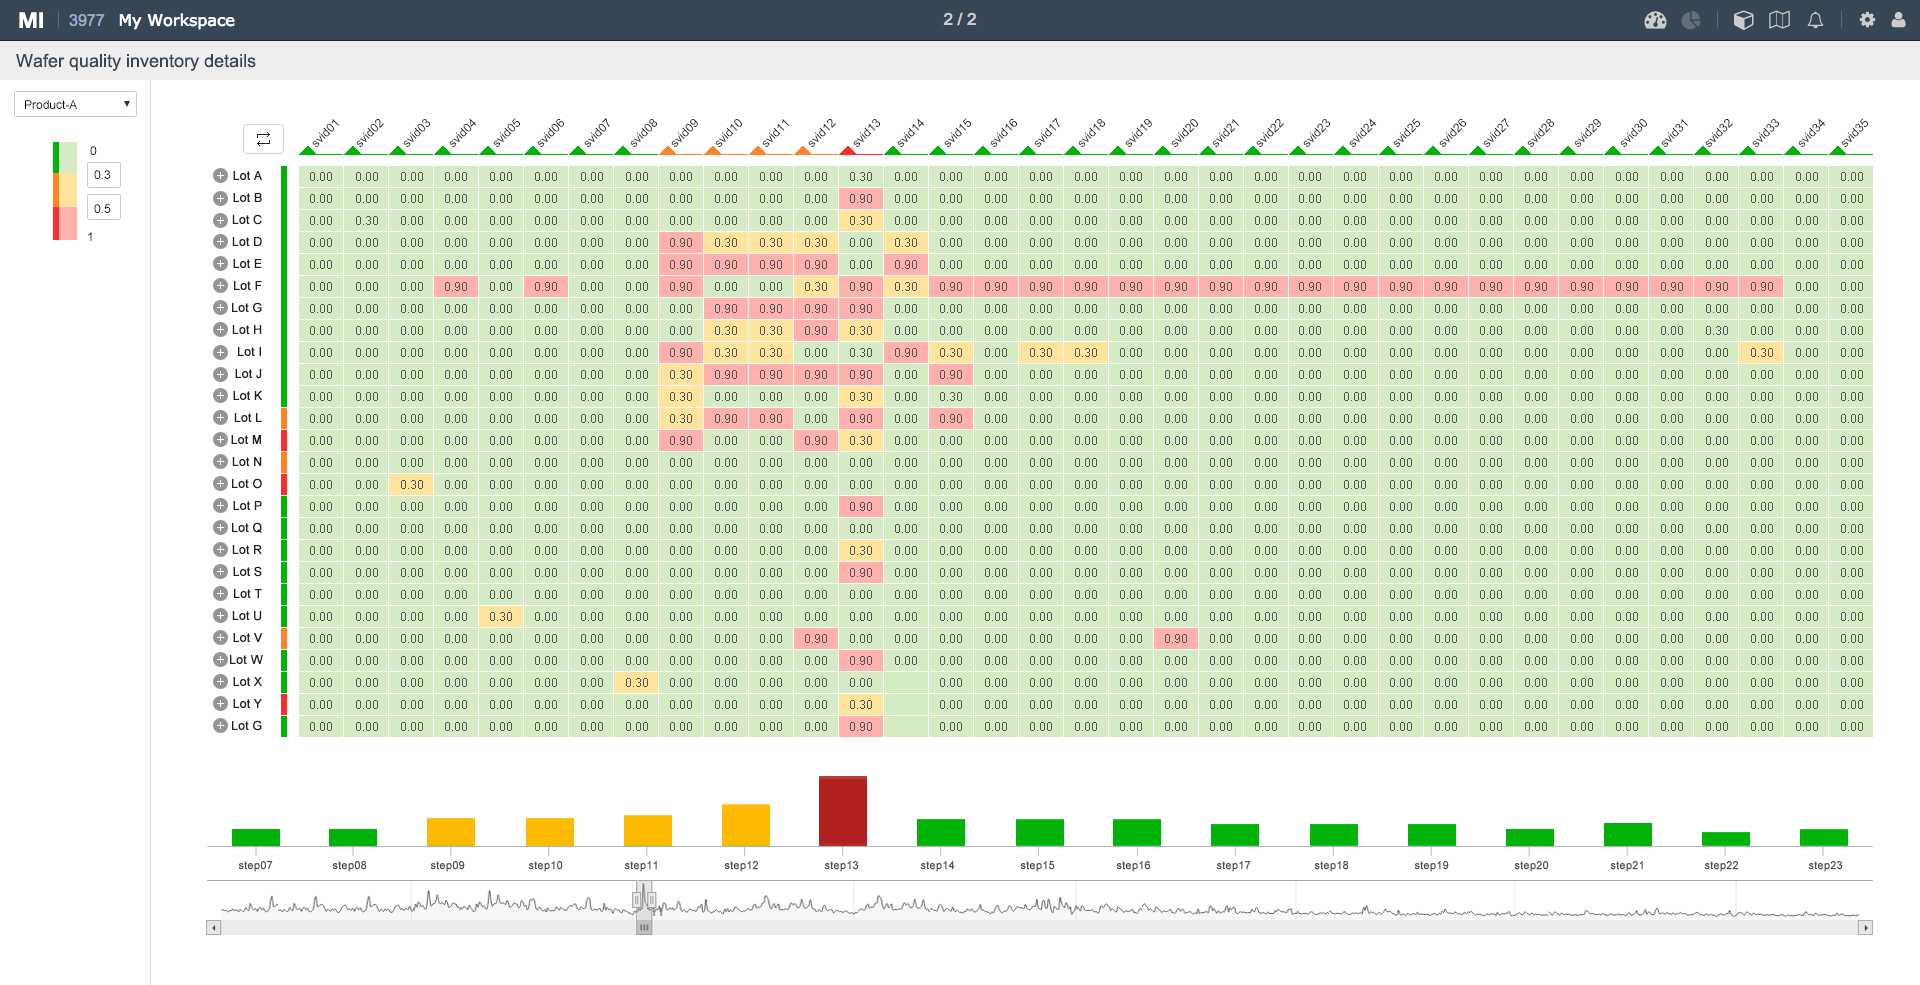 MI 3977 My Workspace 2 / 2
Wafer quality inventory details
Product-A
0
0.3
0.5
1
svid01 svid02 svid03 svid04 svid05 svid06 svid07 svid08 svid09 svid10 svid11 svid12 svid13 svid14 svid15 svid16 svid17 svid18 svid19 svid20 svid21 svid22 svid23 svid24 svid25 svid26 svid27 svid28 svid29 svid30 svid31 svid32 svid33 svid34 svid35
Lot A 0.00 0.00 0.00 0.00 0.00 0.00 0.00 0.00 0.00 0.00 0.00 0.00 0.30 0.00 0.00 0.00 0.00 0.00 0.00 0.00 0.00 0.00 0.00 0.00 0.00 0.00 0.00 0.00 0.00 0.00 0.00 0.00 0.00 0.00 0.00
Lot B 0.00 0.00 0.00 0.00 0.00 0.00 0.00 0.00 0.00 0.00 0.00 0.00 0.90 0.00 0.00 0.00 0.00 0.00 0.00 0.00 0.00 0.00 0.00 0.00 0.00 0.00 0.00 0.00 0.00 0.00 0.00 0.00 0.00 0.00 0.00
Lot C 0.00 0.30 0.00 0.00 0.00 0.00 0.00 0.00 0.00 0.00 0.00 0.00 0.30 0.00 0.00 0.00 0.00 0.00 0.00 0.00 0.00 0.00 0.00 0.00 0.00 0.00 0.00 0.00 0.00 0.00 0.00 0.00 0.00 0.00 0.00
Lot D 0.00 0.00 0.00 0.00 0.00 0.00 0.00 0.00 0.90 0.30 0.30 0.30 0.00 0.30 0.00 0.00 0.00 0.00 0.00 0.00 0.00 0.00 0.00 0.00 0.00 0.00 0.00 0.00 0.00 0.00 0.00 0.00 0.00 0.00 0.00
Lot E 0.00 0.00 0.00 0.00 0.00 0.00 0.00 0.00 0.90 0.90 0.90 0.90 0.00 0.90 0.00 0.00 0.00 0.00 0.00 0.00 0.00 0.00 0.00 0.00 0.00 0.00 0.00 0.00 0.00 0.00 0.00 0.00 0.00 0.00 0.00
Lot F 0.00 0.00 0.00 0.90 0.00 0.90 0.00 0.00 0.90 0.00 0.00 0.30 0.90 0.30 0.90 0.90 0.90 0.90 0.90 0.90 0.90 0.90 0.90 0.90 0.90 0.90 0.90 0.90 0.90 0.90 0.90 0.90 0.90 0.00 0.00
Lot G 0.00 0.00 0.00 0.00 0.00 0.00 0.00 0.00 0.00 0.90 0.90 0.90 0.90 0.00 0.00 0.00 0.00 0.00 0.00 0.00 0.00 0.00 0.00 0.00 0.00 0.00 0.00 0.00 0.00 0.00 0.00 0.00 0.00 0.00 0.00
Lot H 0.00 0.00 0.00 0.00 0.00 0.00 0.00 0.00 0.00 0.30 0.30 0.90 0.30 0.00 0.00 0.00 0.00 0.00 0.00 0.00 0.00 0.00 0.00 0.00 0.00 0.00 0.00 0.00 0.00 0.00 0.00 0.30 0.00 0.00 0.00
Lot I 0.00 0.00 0.00 0.00 0.00 0.00 0.00 0.00 0.90 0.30 0.30 0.00 0.30 0.90 0.30 0.00 0.30 0.30 0.00 0.00 0.00 0.00 0.00 0.00 0.00 0.00 0.00 0.00 0.00 0.00 0.00 0.00 0.30 0.00 0.00
Lot J 0.00 0.00 0.00 0.00 0.00 0.00 0.00 0.00 0.30 0.90 0.90 0.90 0.90 0.00 0.90 0.00 0.00 0.00 0.00 0.00 0.00 0.00 0.00 0.00 0.00 0.00 0.00 0.00 0.00 0.00 0.00 0.00 0.00 0.00 0.00
Lot K 0.00 0.00 0.00 0.00 0.00 0.00 0.00 0.00 0.30 0.00 0.00 0.00 0.30 0.00 0.30 0.00 0.00 0.00 0.00 0.00 0.00 0.00 0.00 0.00 0.00 0.00 0.00 0.00 0.00 0.00 0.00 0.00 0.00 0.00 0.00
Lot L 0.00 0.00 0.00 0.00 0.00 0.00 0.00 0.00 0.30 0.90 0.90 0.00 0.90 0.00 0.90 0.00 0.00 0.00 0.00 0.00 0.00 0.00 0.00 0.00 0.00 0.00 0.00 0.00 0.00 0.00 0.00 0.00 0.00 0.00 0.00
Lot M 0.00 0.00 0.00 0.00 0.00 0.00 0.00 0.00 0.90 0.00 0.00 0.90 0.30 0.00 0.00 0.00 0.00 0.00 0.00 0.00 0.00 0.00 0.00 0.00 0.00 0.00 0.00 0.00 0.00 0.00 0.00 0.00 0.00 0.00 0.00
Lot N 0.00 0.00 0.00 0.00 0.00 0.00 0.00 0.00 0.00 0.00 0.00 0.00 0.00 0.00 0.00 0.00 0.00 0.00 0.00 0.00 0.00 0.00 0.00 0.00 0.00 0.00 0.00 0.00 0.00 0.00 0.00 0.00 0.00 0.00 0.00
Lot O 0.00 0.00 0.30 0.00 0.00 0.00 0.00 0.00 0.00 0.00 0.00 0.00 0.00 0.00 0.00 0.00 0.00 0.00 0.00 0.00 0.00 0.00 0.00 0.00 0.00 0.00 0.00 0.00 0.00 0.00 0.00 0.00 0.00 0.00 0.00
Lot P 0.00 0.00 0.00 0.00 0.00 0.00 0.00 0.00 0.00 0.00 0.00 0.00 0.90 0.00 0.00 0.00 0.00 0.00 0.00 0.00 0.00 0.00 0.00 0.00 0.00 0.00 0.00 0.00 0.00 0.00 0.00 0.00 0.00 0.00 0.00
Lot Q 0.00 0.00 0.00 0.00 0.00 0.00 0.00 0.00 0.00 0.00 0.00 0.00 0.00 0.00 0.00 0.00 0.00 0.00 0.00 0.00 0.00 0.00 0.00 0.00 0.00 0.00 0.00 0.00 0.00 0.00 0.00 0.00 0.00 0.00 0.00
Lot R 0.00 0.00 0.00 0.00 0.00 0.00 0.00 0.00 0.00 0.00 0.00 0.00 0.30 0.00 0.00 0.00 0.00 0.00 0.00 0.00 0.00 0.00 0.00 0.00 0.00 0.00 0.00 0.00 0.00 0.00 0.00 0.00 0.00 0.00 0.00
Lot S 0.00 0.00 0.00 0.00 0.00 0.00 0.00 0.00 0.00 0.00 0.00 0.00 0.90 0.00 0.00 0.00 0.00 0.00 0.00 0.00 0.00 0.00 0.00 0.00 0.00 0.00 0.00 0.00 0.00 0.00 0.00 0.00 0.00 0.00 0.00
Lot T 0.00 0.00 0.00 0.00 0.00 0.00 0.00 0.00 0.00 0.00 0.00 0.00 0.00 0.00 0.00 0.00 0.00 0.00 0.00 0.00 0.00 0.00 0.00 0.00 0.00 0.00 0.00 0.00 0.00 0.00 0.00 0.00 0.00 0.00 0.00
Lot U 0.00 0.00 0.00 0.00 0.30 0.00 0.00 0.00 0.00 0.00 0.00 0.00 0.00 0.00 0.00 0.00 0.00 0.00 0.00 0.00 0.00 0.00 0.00 0.00 0.00 0.00 0.00 0.00 0.00 0.00 0.00 0.00 0.00 0.00 0.00
Lot V 0.00 0.00 0.00 0.00 0.00 0.00 0.00 0.00 0.00 0.00 0.00 0.90 0.00 0.00 0.00 0.00 0.00 0.00 0.00 0.90 0.00 0.00 0.00 0.00 0.00 0.00 0.00 0.00 0.00 0.00 0.00 0.00 0.00 0.00 0.00
Lot W 0.00 0.00 0.00 0.00 0.00 0.00 0.00 0.00 0.00 0.00 0.00 0.00 0.90 0.00 0.00 0.00 0.00 0.00 0.00 0.00 0.00 0.00 0.00 0.00 0.00 0.00 0.00 0.00 0.00 0.00 0.00 0.00 0.00 0.00 0.00
Lot X 0.00 0.00 0.00 0.00 0.00 0.00 0.00 0.30 0.00 0.00 0.00 0.00 0.00 0.00 0.00 0.00 0.00 0.00 0.00 0.00 0.00 0.00 0.00 0.00 0.00 0.00 0.00 0.00 0.00 0.00 0.00 0.00 0.00 0.00
Lot Y 0.00 0.00 0.00 0.00 0.00 0.00 0.00 0.00 0.00 0.00 0.00 0.00 0.30 0.00 0.00 0.00 0.00 0.00 0.00 0.00 0.00 0.00 0.00 0.00 0.00 0.00 0.00 0.00 0.00 0.00 0.00 0.00 0.00 0.00
Lot G 0.00 0.00 0.00 0.00 0.00 0.00 0.00 0.00 0.00 0.00 0.00 0.00 0.90 0.00 0.00 0.00 0.00 0.00 0.00 0.00 0.00 0.00 0.00 0.00 0.00 0.00 0.00 0.00 0.00 0.00 0.00 0.00 0.00 0.00
step07 step08 step09 step10 step11 step12 step13 step14 step15 step16 step17 step18 step19 step20 step21 step22 step23